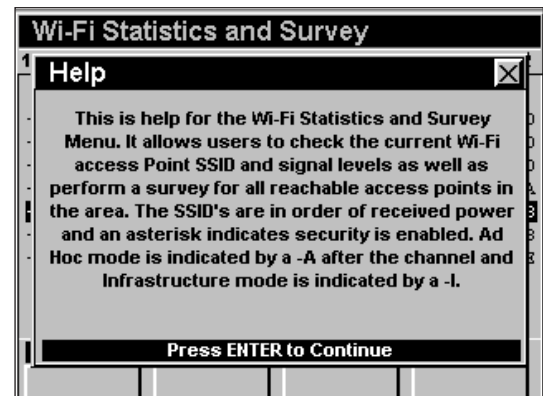 Wi-Fi Statistics and Survey
Help
This is help for the Wi-Fi Statistics and Survey
Menu. It allows users to check the current Wi-Fi
access Point SSID and signal levels as well as
perform a survey for all reachable access points in
the area. The SSID's are in order of received power
and an asterisk indicates security is enabled. Ad
Hoc mode is indicated by a -A after the channel and
Infrastructure mode is indicated by a -I.
Press ENTER to Continue